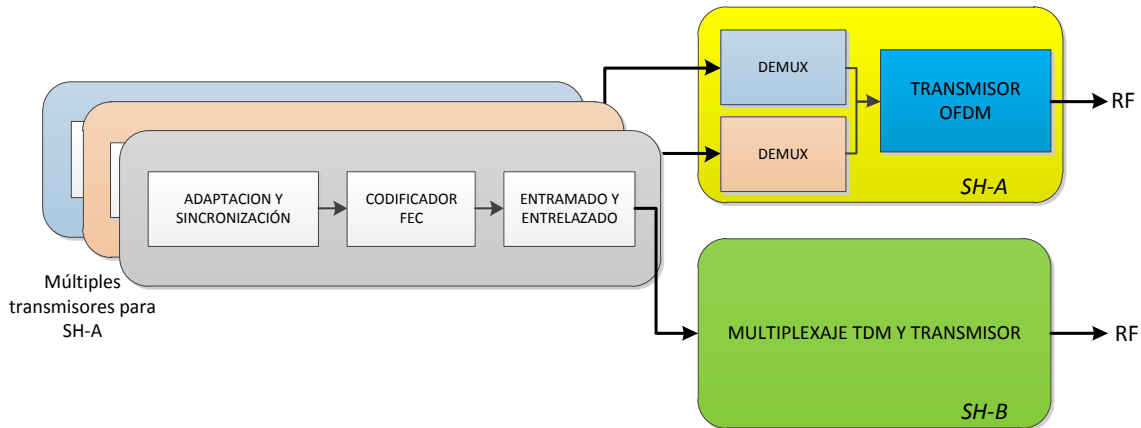 DEMUX
TRANSMISOR
OFDM
RF
DEMUX
SH-A
ADAPTACION Y
SINCRONIZACIÓN
CODIFICADOR
FEC
ENTRAMADO Y
ENTRELAZADO
Múltiples
transmisores para
SH-A
MULTIPLEXAJE TDM Y TRANSMISOR
RF
SH-B